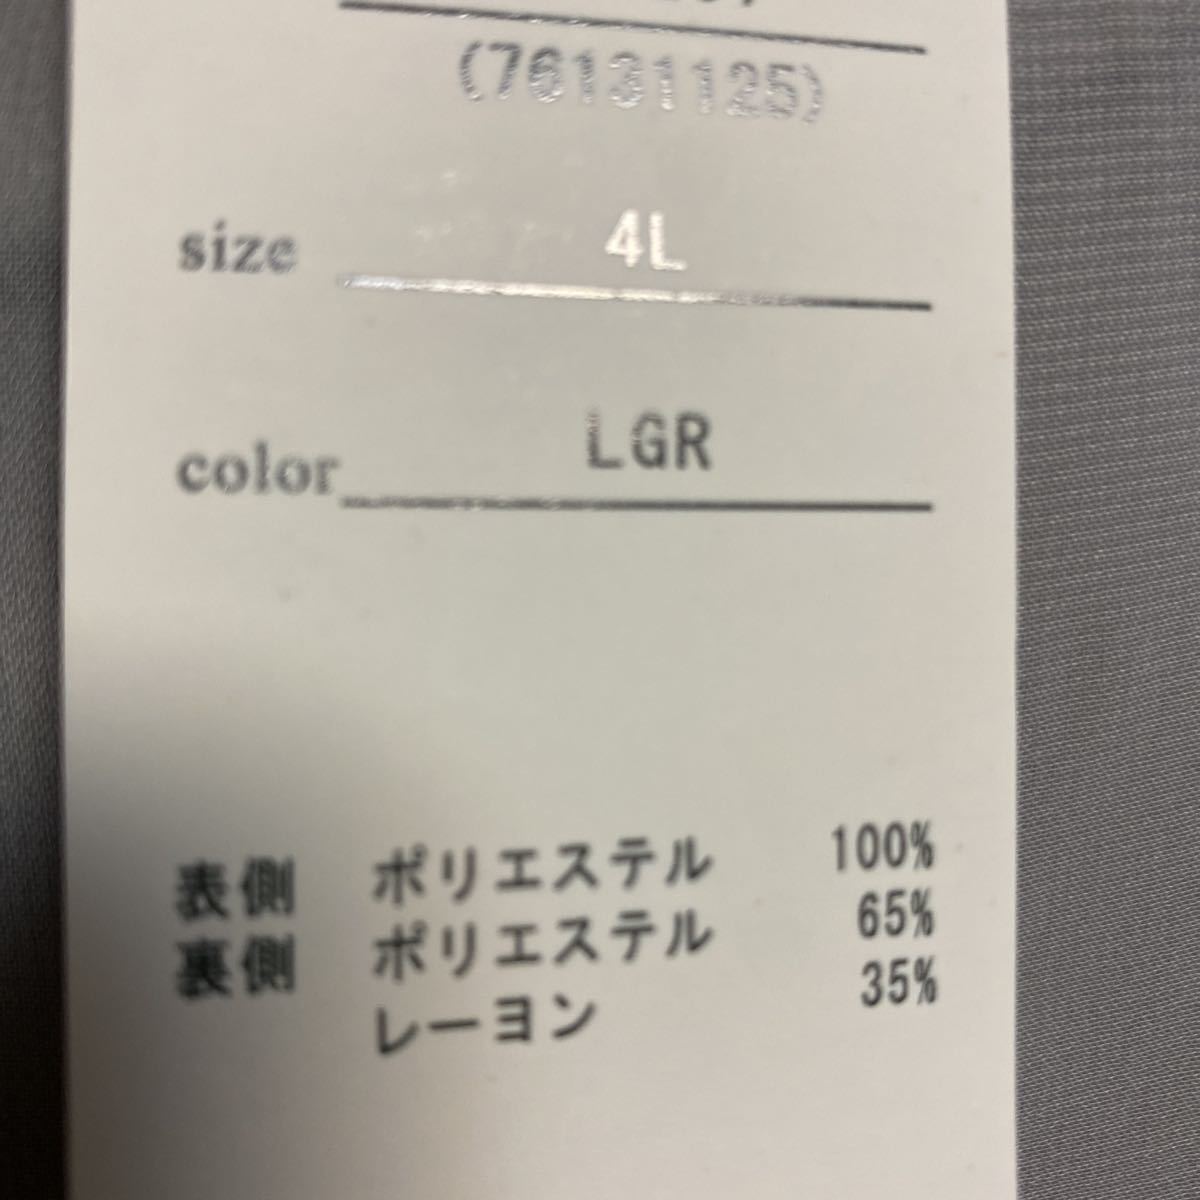 (76131125)
size 4L
color LGR
表側 ポリエステル 100%
裏側 ポリエステル 65%
レーヨン 35%